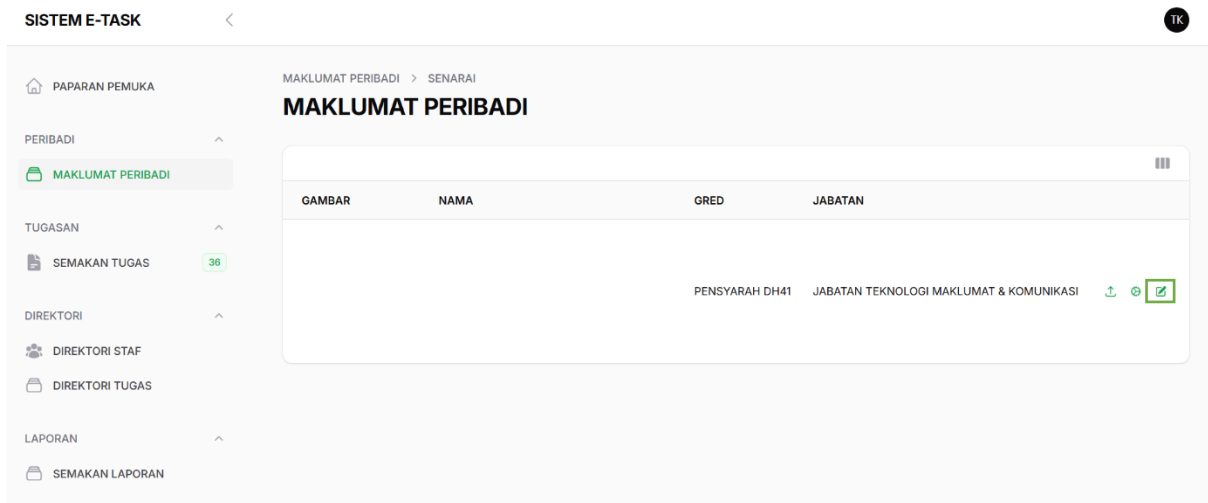 SISTEM E-TASK
TK
PAPARAN PEMUKA
PERIBADI
MAKLUMAT PERIBADI
TUGASAN
SEMAKAN TUGAS 36
DIREKTORI
DIREKTORI STAF
DIREKTORI TUGAS
LAPORAN
SEMAKAN LAPORAN
MAKLUMAT PERIBADI > SENARAI
MAKLUMAT PERIBADI
GAMBAR NAMA GRED JABATAN
PENSYARAH DH41 JABATAN TEKNOLOGI MAKLUMAT & KOMUNIKASI